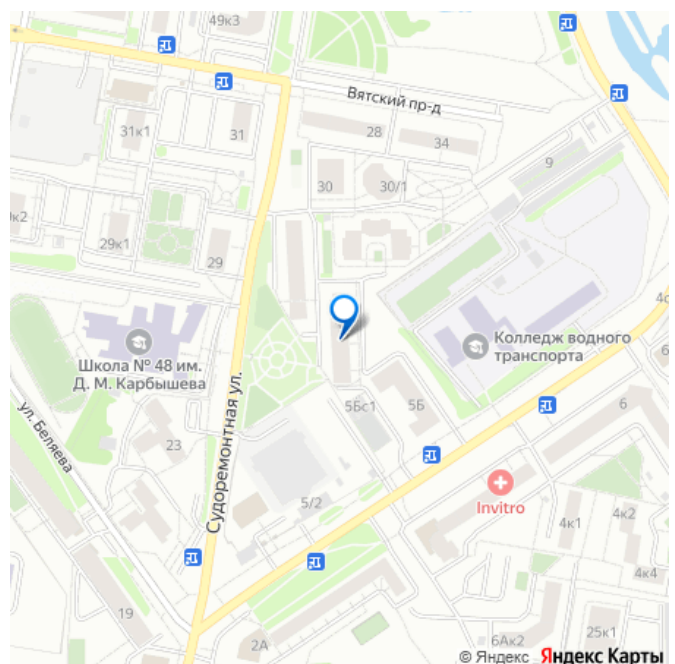 49к3
Вятский пр-д
31к1
31
28
34
9
30
30/1
29к1
29
4с
Школа № 48 им.
Д. М. Карбышева
Колледж водного
транспорта
ул. Беляева
Судоремонтная ул.
5Бс1
5Б
6
23
5/2
Invitro
4к1
4к2
4к4
19
2А
6Ак2
25к1
© Яндекс Яндекс Карты